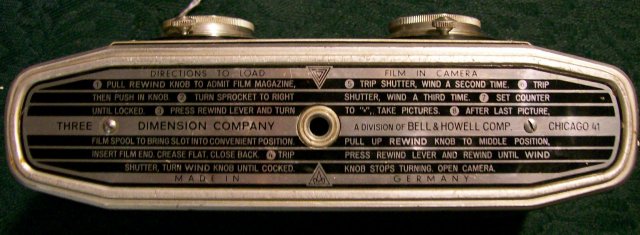 DIRECTIONS TO LOAD FILM IN CAMERA
① PULL REWIND KNOB TO ADMIT FILM MAGAZINE,
THEN PUSH IN KNOB. ② TURN SPROCKET TO RIGHT
UNTIL LOCKED. ③ PRESS REWIND LEVER AND TURN
FILM SPOOL TO BRING SLOT INTO CONVENIENT POSITION.
INSERT FILM END, CREASE FLAT, CLOSE BACK. ④ TRIP
SHUTTER, TURN WIND KNOB UNTIL COCKED.
⑤ TRIP SHUTTER, WIND A SECOND TIME. ⑥ TRIP
SHUTTER, WIND A THIRD TIME. ⑦ SET COUNTER
TO "V", TAKE PICTURES. ⑧ AFTER LAST PICTURE,
PULL UP REWIND KNOB TO MIDDLE POSITION,
PRESS REWIND LEVER AND REWIND UNTIL WIND
KNOB STOPS TURNING. OPEN CAMERA.
THREE DIMENSION COMPANY A DIVISION OF BELL & HOWELL COMP. CHICAGO 41
MADE IN GERMANY